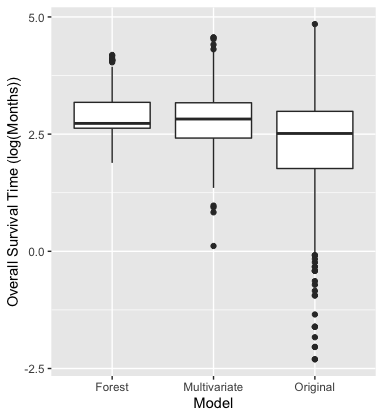 5.0
2.5
0.0
-2.5
Overall Survival Time (log(Months))
Forest Multivariate Original
Model